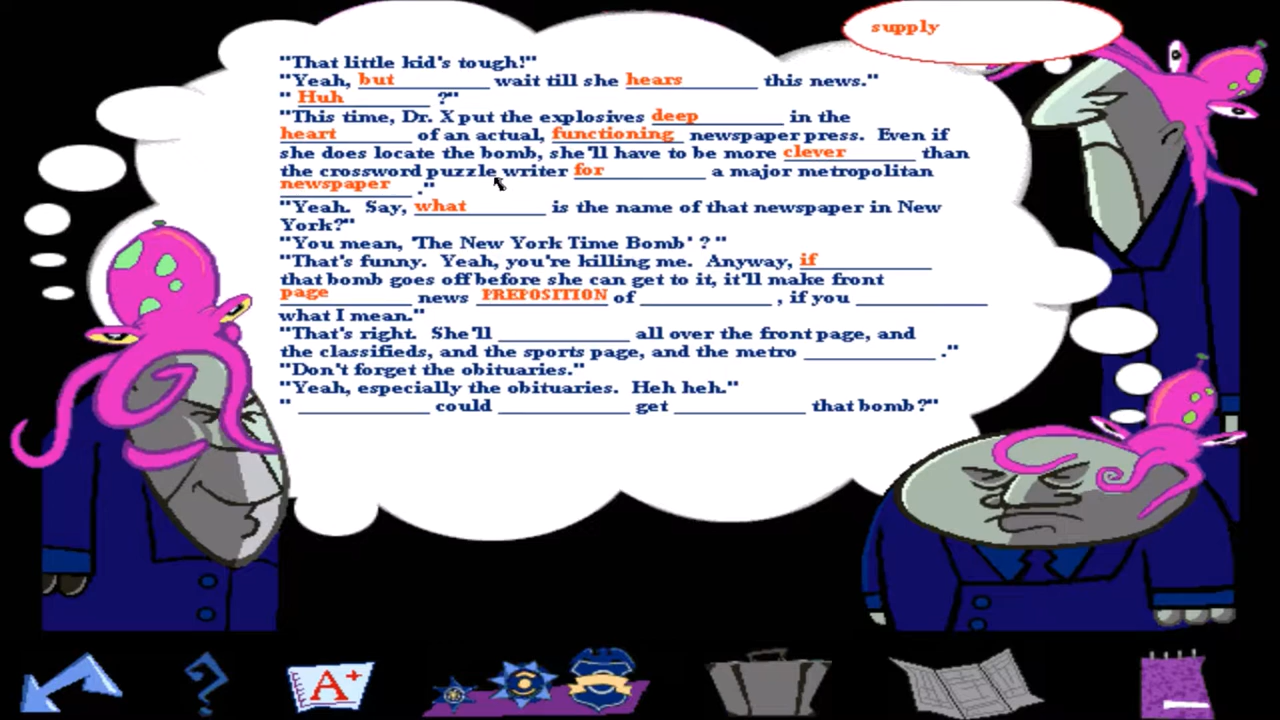 supply
"That little kid's tough!"
"Yeah, but wait till she hears this news."
" Huh ?"
"This time, Dr. X put the explosives deep in the
heart of an actual, functioning newspaper press. Even if
she does locate the bomb, she'll have to be more clever than
the crossword puzzle writer for a major metropolitan
newspaper ."
"Yeah. Say, what is the name of that newspaper in New
York?"
"You mean, 'The New York Time Bomb' ? "
"That's funny. Yeah, you're killing me. Anyway, if
that bomb goes off before she can get to it, it'll make front
page news PREPOSITION of ____________ , if you ____________
what I mean."
"That's right. She'll ____________ all over the front page, and
the classifieds, and the sports page, and the metro ____________ ."
"Don't forget the obituaries."
"Yeah, especially the obituaries. Heh heh."
" ____________ could ____________ get ____________ that bomb?"
A+